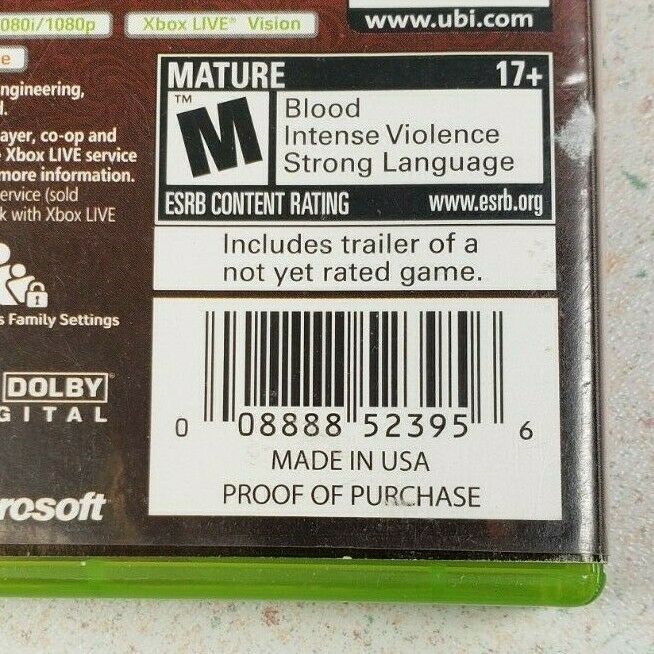 www.ubi.com
080i/1080p
Xbox LIVE® Vision
e
ngineering,
l.
ayer, co-op and
Xbox LIVE service
more information.
ervice (sold
k with Xbox LIVE
MATURE 17+
TM
M
Blood
Intense Violence
Strong Language
ESRB CONTENT RATING www.esrb.org
Includes trailer of a
not yet rated game.
s Family Settings
DOLBY
GITAL
rosoft
0 08888 52395 6
MADE IN USA
PROOF OF PURCHASE